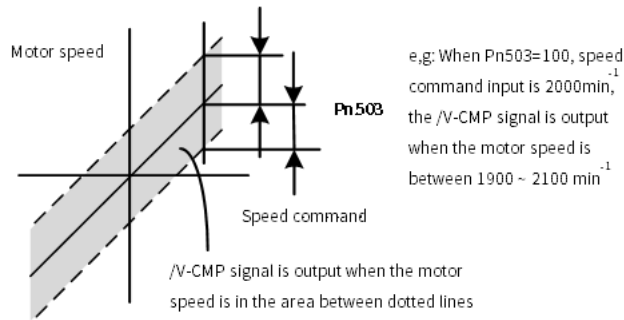 Motor speed
Pn503
Speed command
/V-CMP signal is output when the motor
speed is in the area between dotted lines
e,g: When Pn503=100, speed
command input is 2000min,-1
the /V-CMP signal is output
when the motor speed is
between 1900 ~ 2100 min-1